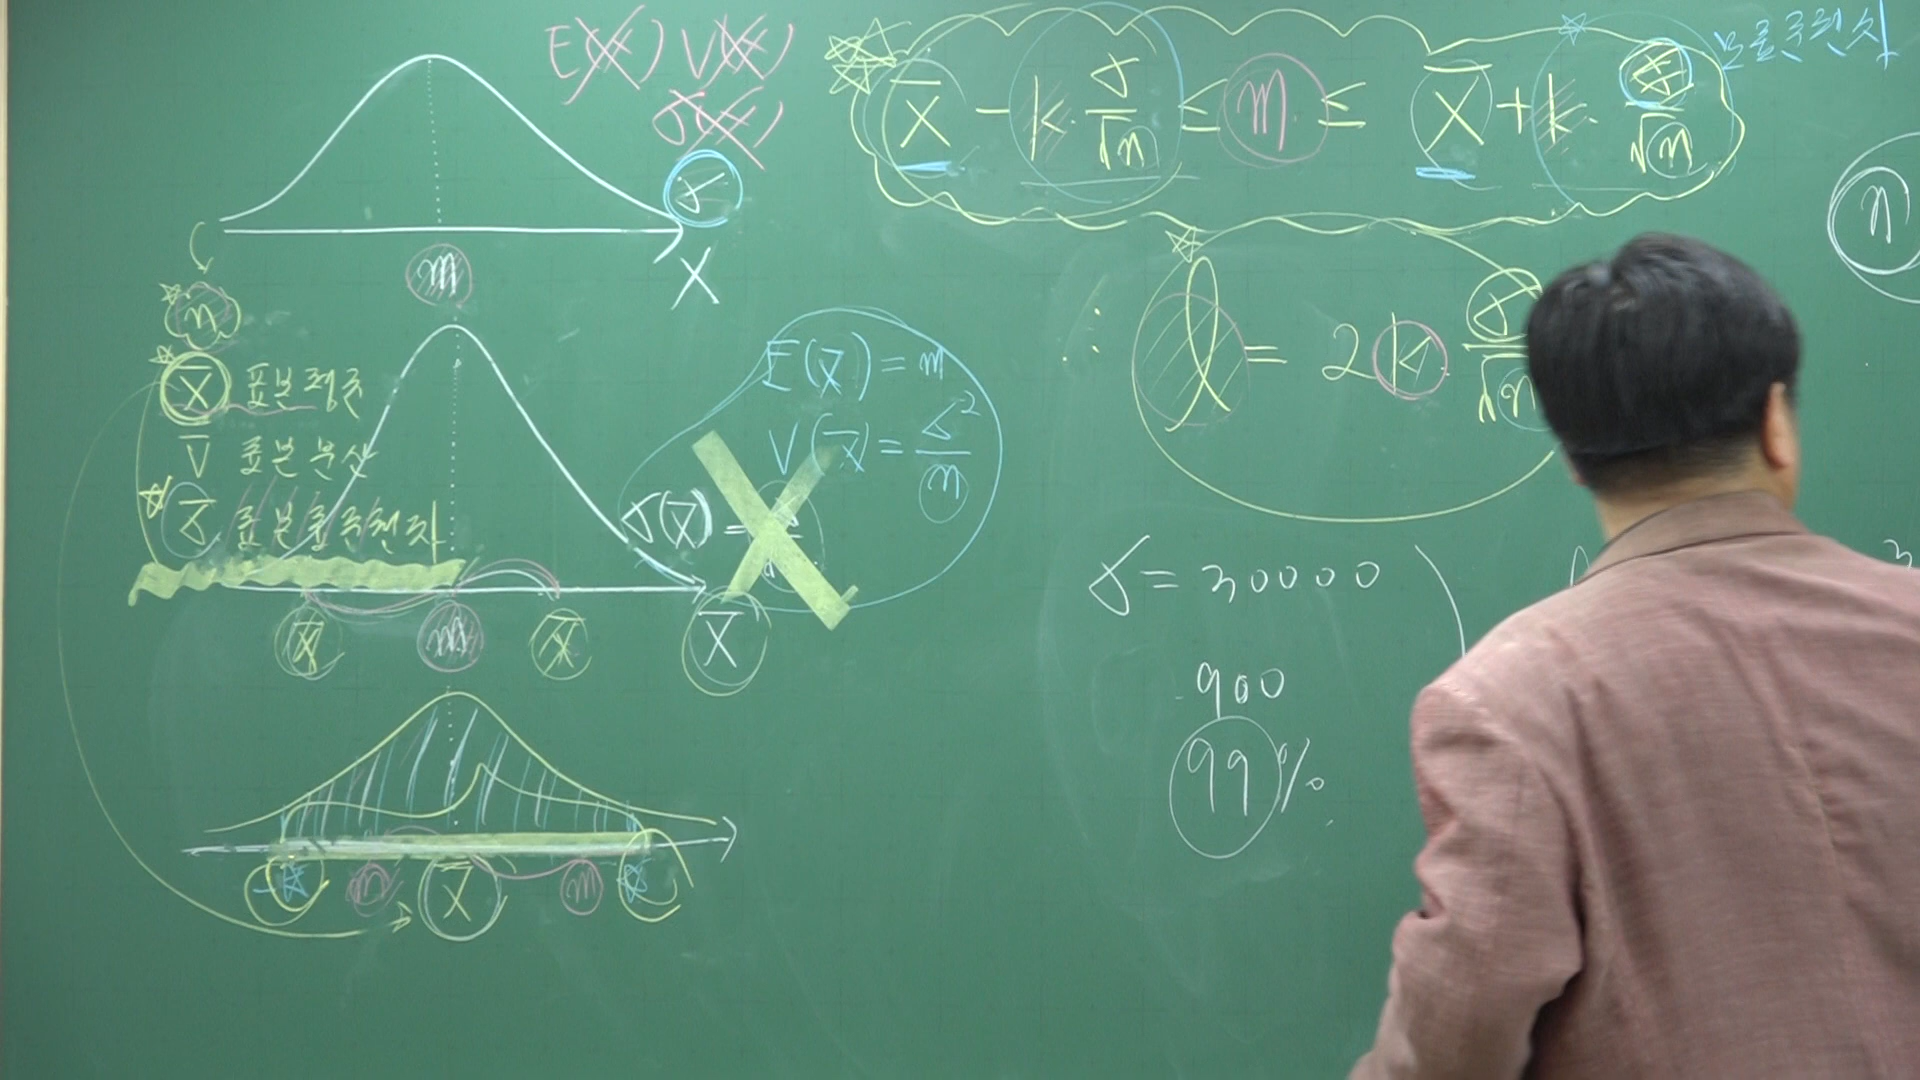 E(X) V(X)
σ(X)
σ
m
X
n
X̄ 표본평균
V̄ 표본분산
σ̄ 표본표준편차
E(X̄) = m
V(X̄) = σ²/n
σ(X̄) =
X̄ m X̄ X̄
m X̄ m
X̄ - k·σ/√n ≤ m ≤ X̄ + k·σ/√n
모표준편차
n
∴ l = 2k σ/√n
σ = 30000
900
99%